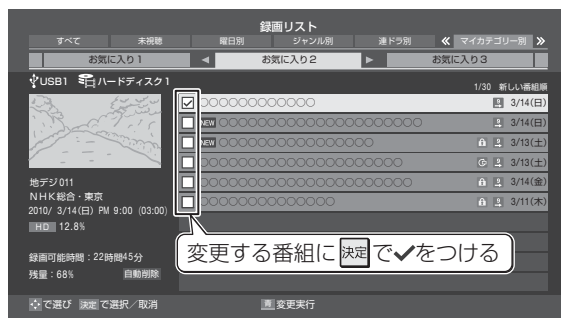 録画リスト
すべて 未視聴 曜日別 ジャンル別 連ドラ別 マイカテゴリー別
お気に入り1 お気に入り2 お気に入り3
USB1 ハードディスク1
1/30 新しい番組順
○○○○○○○○○○○○ 3/14(日)
NEW ○○○○○○○○○○○○○○○○○○○○○ 3/14(日)
NEW ○○○○○○○○○○○○○○○○ 3/13(土)
○○○○○○○○○○○○○○○○○○○○○ 3/13(土)
○○○○○○○○○○○○○○○○○○○○○○ 3/14(金)
○○○○○○○○○○○○○○○○○ 3/11(木)
地デジ011
NHK総合・東京
2010/ 3/14(日) PM 9:00 (03:00)
HD 12.8%
変更する番組に 決定 で✓をつける
録画可能時間：22時間45分
残量：68% 自動削除
で選び 決定 で選択／取消 青 変更実行